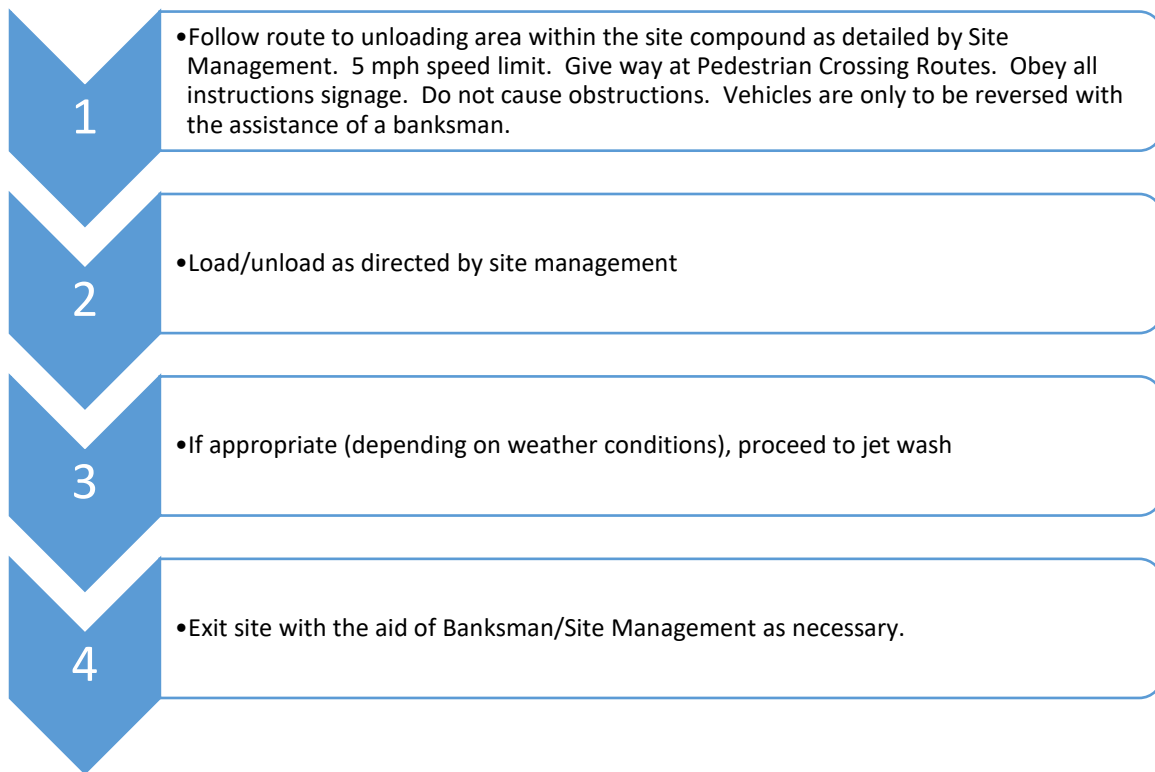 1
•Follow route to unloading area within the site compound as detailed by Site
Management.  5 mph speed limit.  Give way at Pedestrian Crossing Routes.  Obey all
instructions signage.  Do not cause obstructions.  Vehicles are only to be reversed with
the assistance of a banksman.
2
•Load/unload as directed by site management
3
•If appropriate (depending on weather conditions), proceed to jet wash
4
•Exit site with the aid of Banksman/Site Management as necessary.